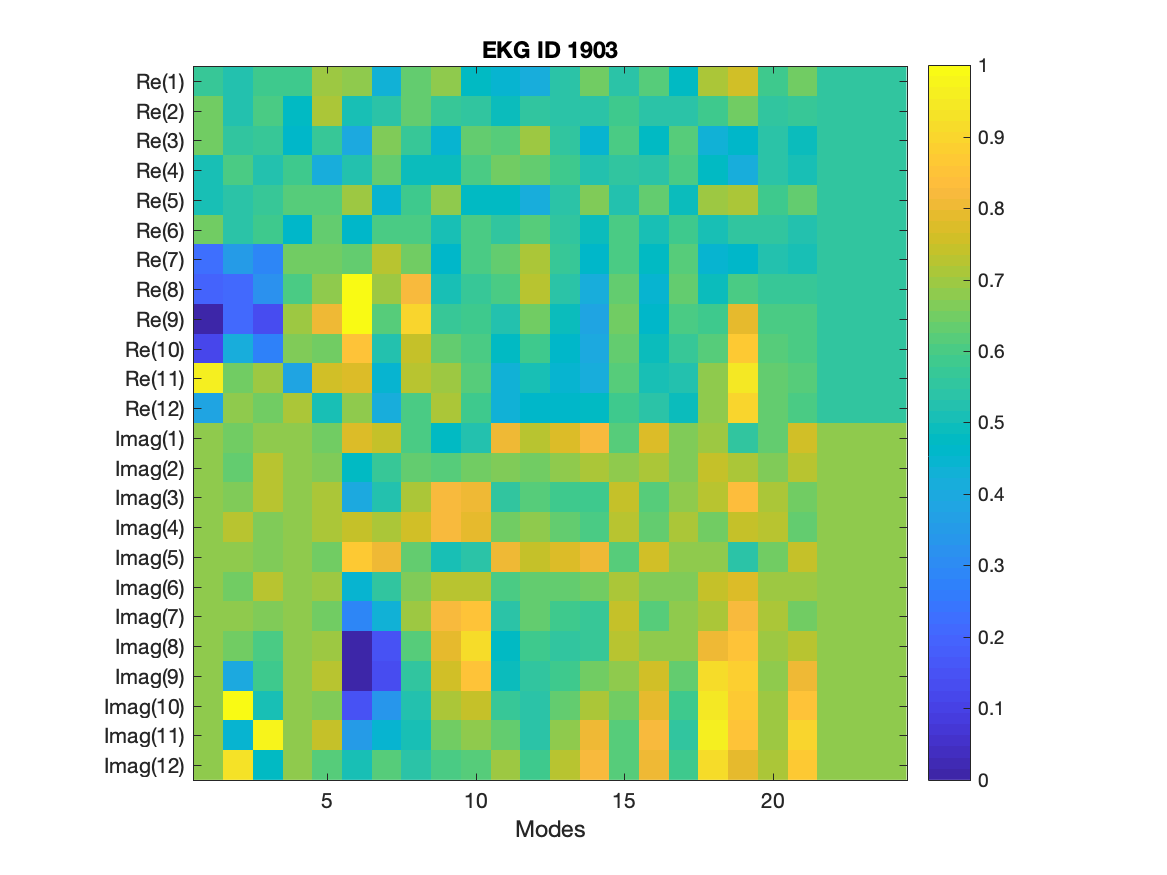 EKG ID 1903
Re(1)
Re(2)
Re(3)
Re(4)
Re(5)
Re(6)
Re(7)
Re(8)
Re(9)
Re(10)
Re(11)
Re(12)
Imag(1)
Imag(2)
Imag(3)
Imag(4)
Imag(5)
Imag(6)
Imag(7)
Imag(8)
Imag(9)
Imag(10)
Imag(11)
Imag(12)
5 10 15 20
Modes
1
0.9
0.8
0.7
0.6
0.5
0.4
0.3
0.2
0.1
0